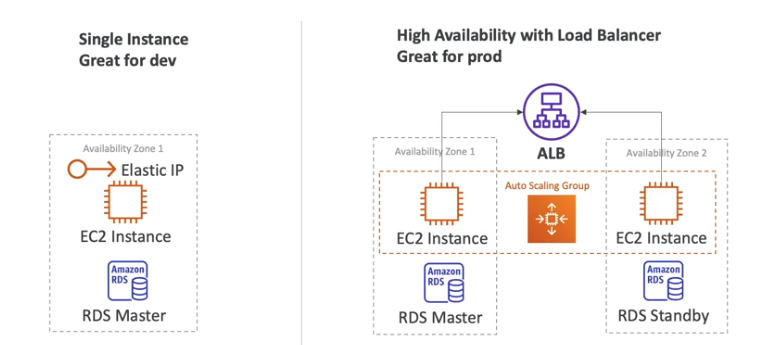 Single Instance
Great for dev
Availability Zone 1
Elastic IP
EC2 Instance
Amazon
RDS
RDS Master
High Availability with Load Balancer
Great for prod
ALB
Availability Zone 1
Availability Zone 2
Auto Scaling Group
EC2 Instance
EC2 Instance
Amazon
RDS
RDS Master
Amazon
RDS
RDS Standby